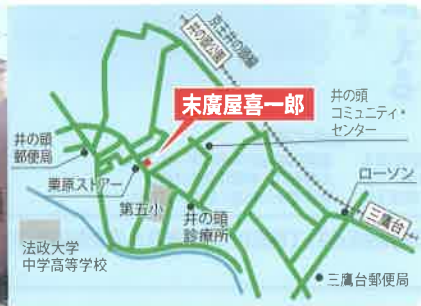 京王井の頭線
井の頭公園
末廣屋喜一郎
井の頭
コミュニティ・
センター
井の頭
郵便局
栗原ストアー
ローソン
第五小
井の頭
診療所
三鷹台
法政大学
中学高等学校
三鷹台郵便局